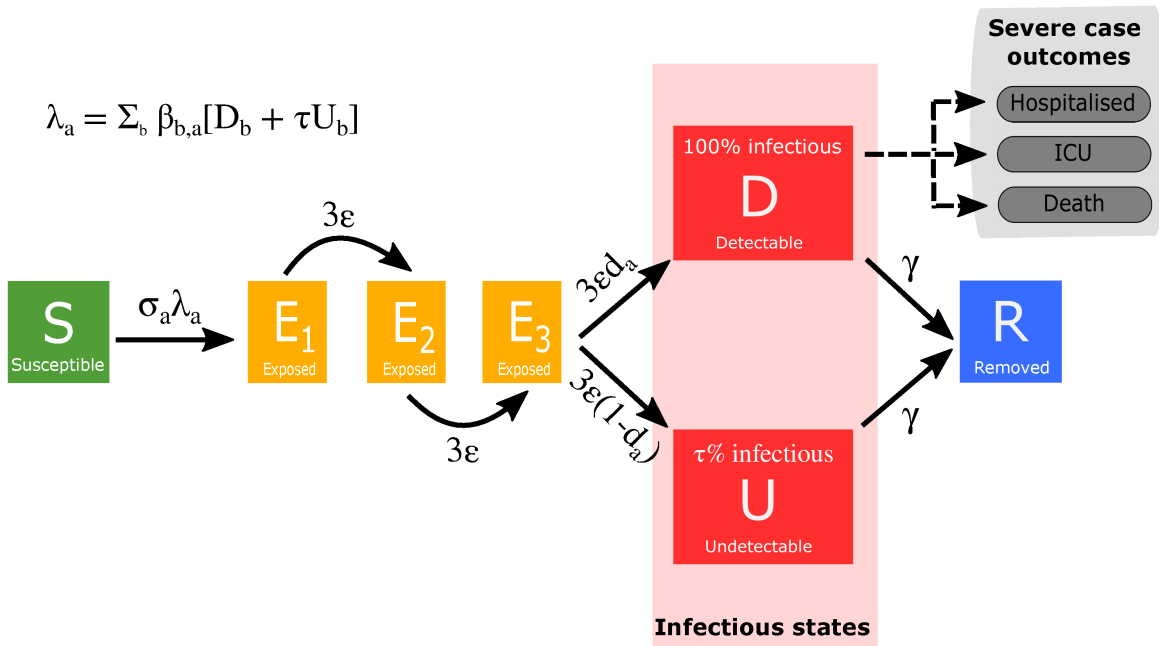 Severe case
outcomes
Hospitalised
ICU
Death
λa = Σb βb,a[Db + τUb]
100% infectious
D
Detectable
3ε
3εda
γ
S
Susceptible
σaλa
E1
Exposed
E2
Exposed
E3
Exposed
R
Removed
3ε
3ε(1-da)
γ
τ% infectious
U
Undetectable
Infectious states